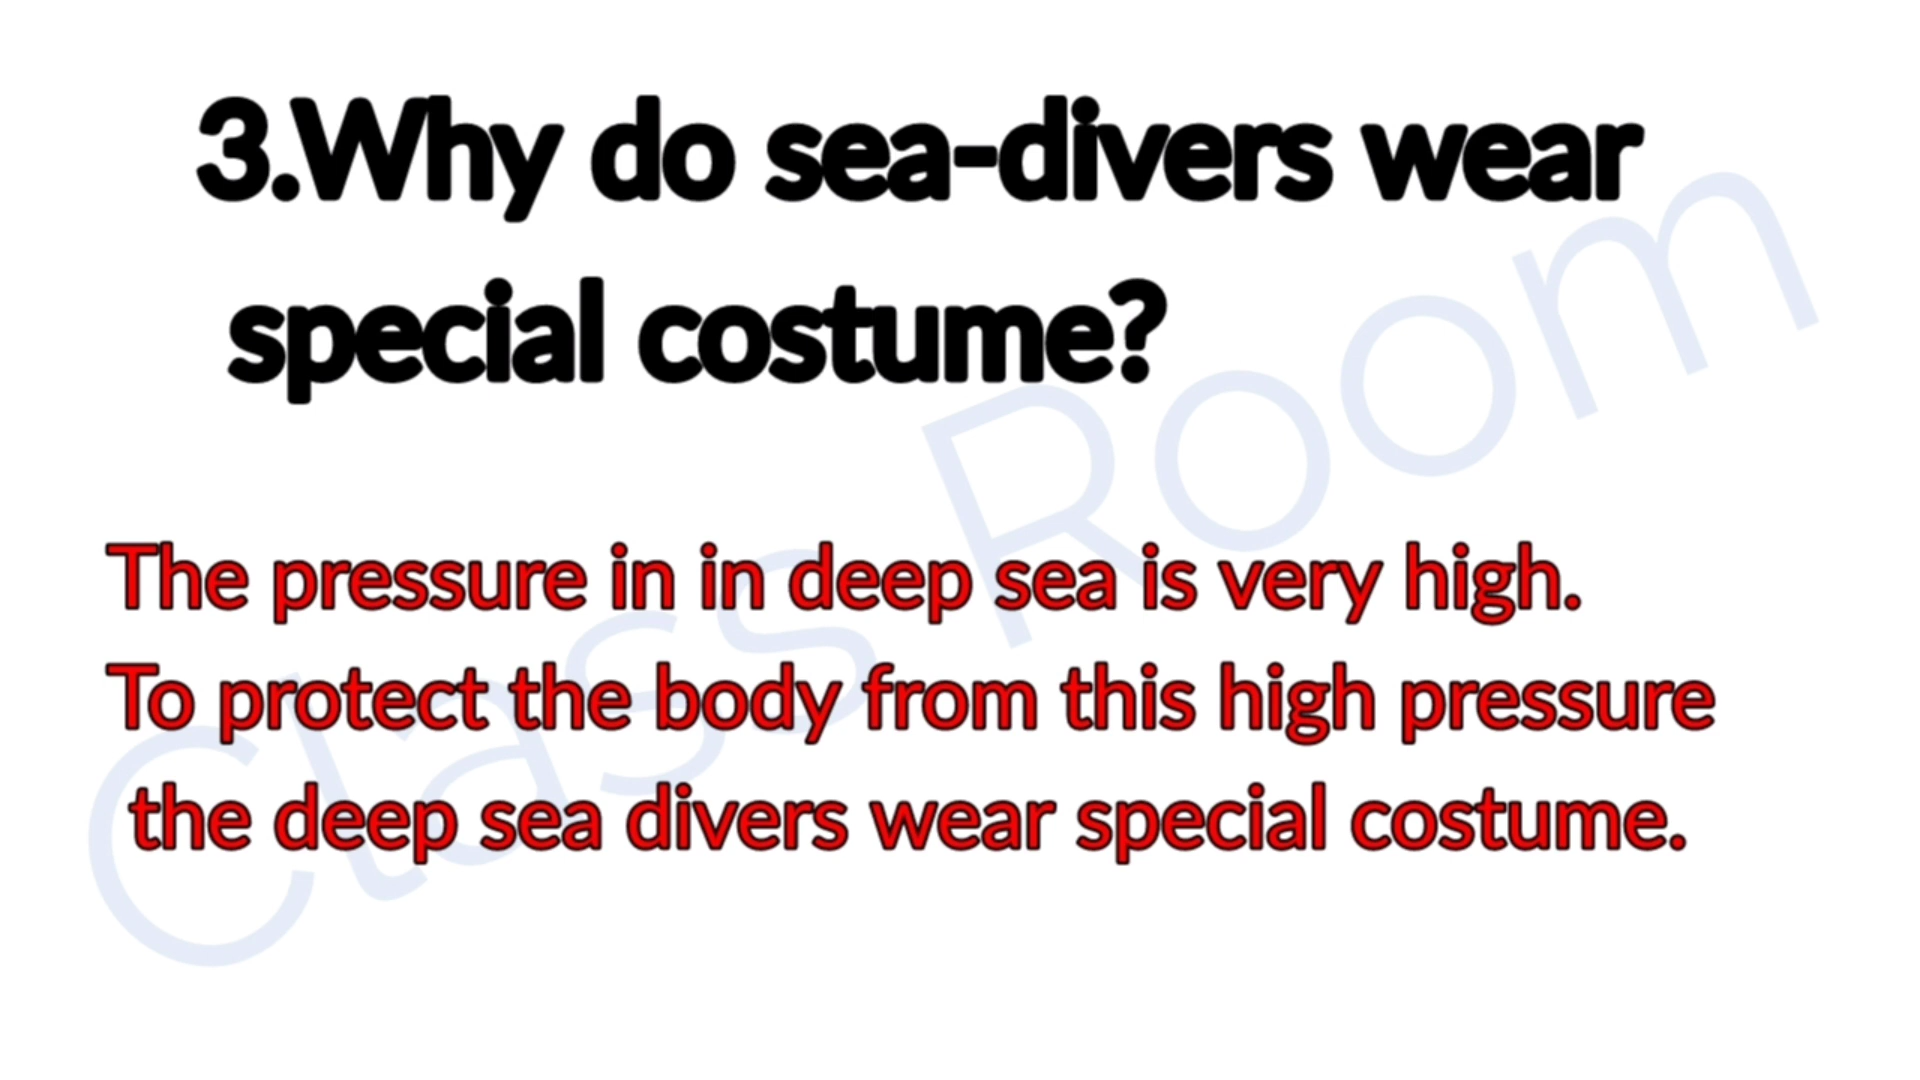 3.Why do sea-divers wear
special costume?
The pressure in in deep sea is very high.
To protect the body from this high pressure
the deep sea divers wear special costume.
Class Room